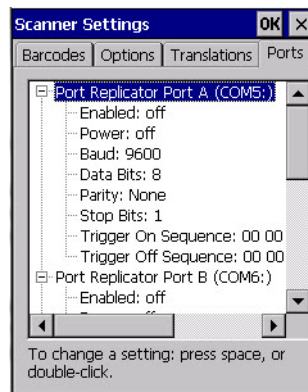 Scanner Settings OK ×
Barcodes Options Translations Ports
Port Replicator Port A (COM5:)
Enabled: off
Power: off
Baud: 9600
Data Bits: 8
Parity: None
Stop Bits: 1
Trigger On Sequence: 00 00
Trigger Off Sequence: 00 00
Port Replicator Port B (COM6:)
Enabled: off
To change a setting: press space, or
double-click.